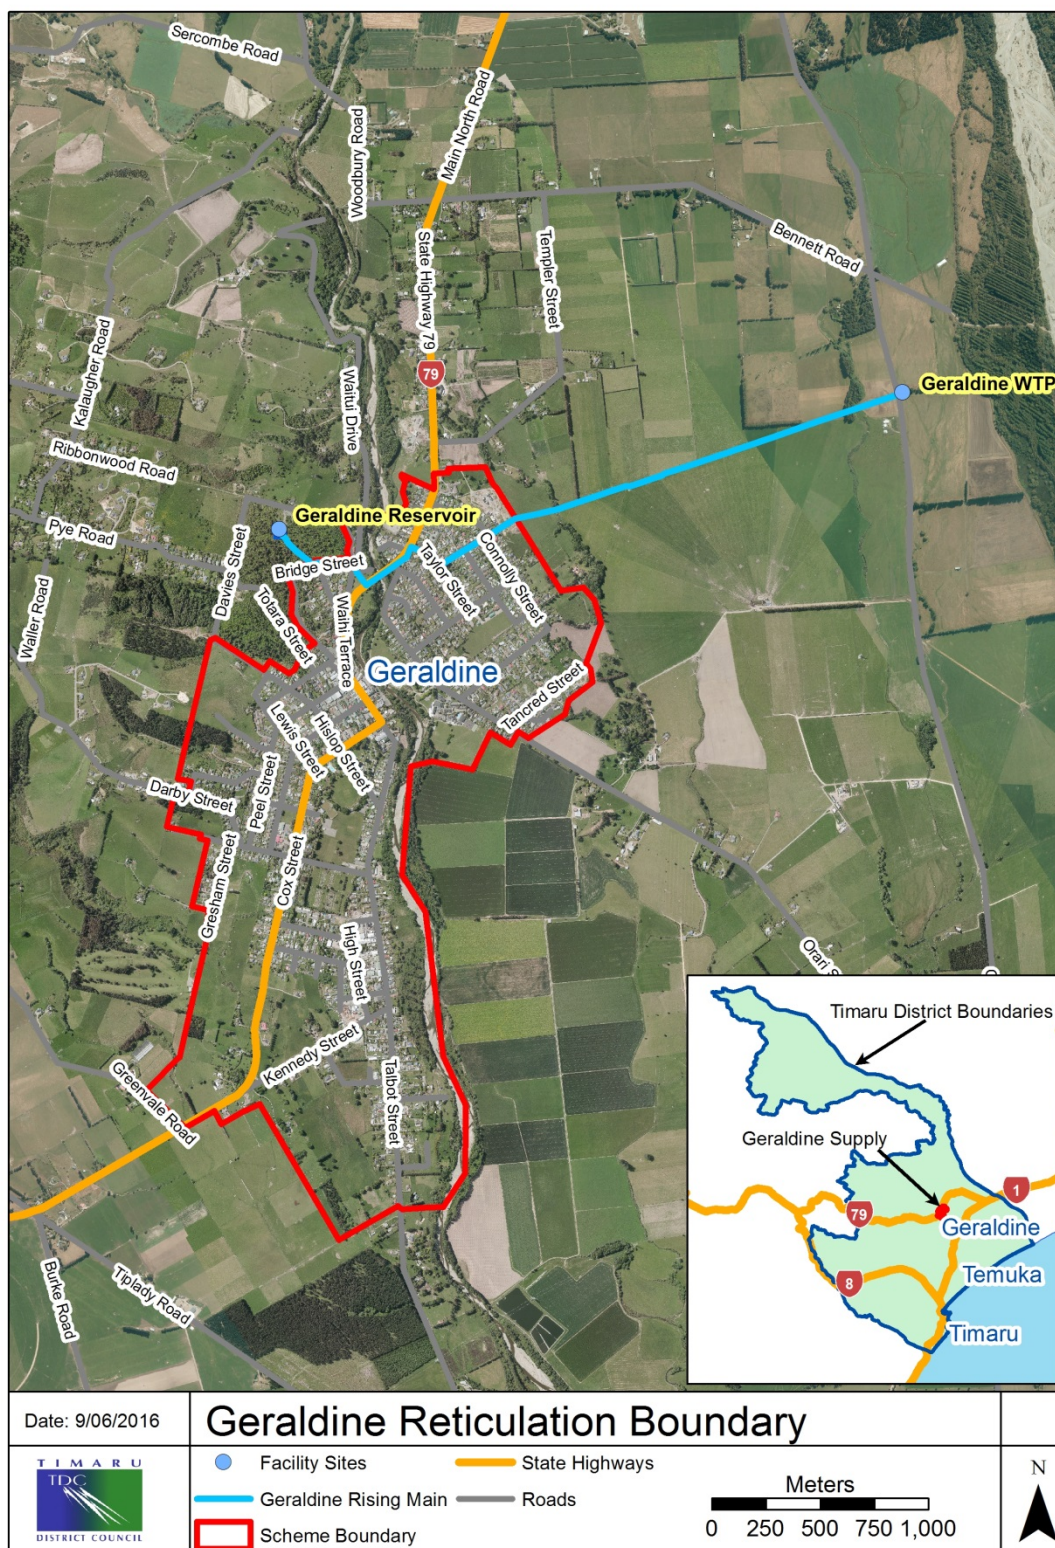 Sercombe Road
Woodbury Road
Main North Road
State Highway 79
79
Templer Street
Bennett Road
Kalaugher Road
Waitui Drive
Geraldine WTP
Ribbonwood Road
Pye Road
Geraldine Reservoir
Bridge Street
Davies Street
Taylor Street
Connolly Street
Waller Road
Totara Street
Waihi Terrace
Geraldine
Tancred Street
Lewis Street
Hislop Street
Peel Street
Darby Street
Gresham Street
Cox Street
High Street
Orari S
Kennedy Street
Talbot Street
Greenvale Road
Burke Road
Tiplady Road
Timaru District Boundaries
Geraldine Supply
1
79
Geraldine
8
Temuka
Timaru
Date: 9/06/2016
Geraldine Reticulation Boundary
TIMARU
TDC
DISTRICT COUNCIL
Facility Sites
State Highways
Geraldine Rising Main
Roads
Scheme Boundary
Meters
0 250 500 750 1,000
N